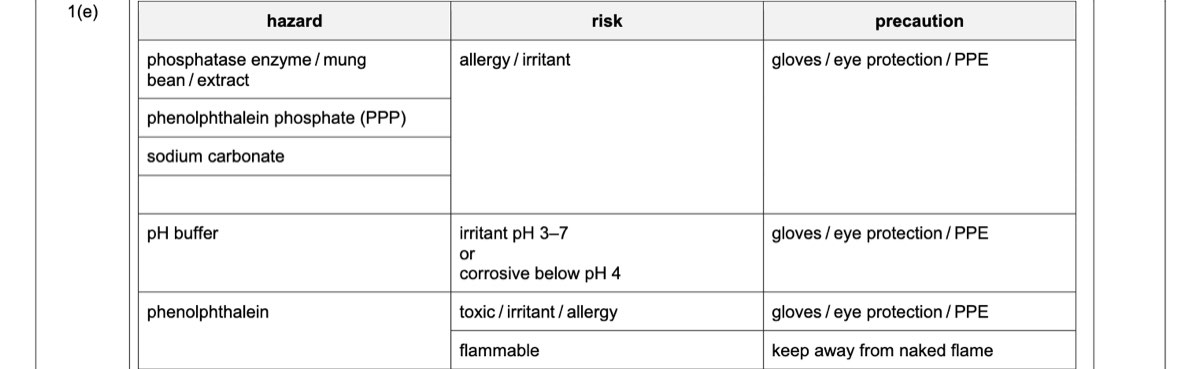 1(e)
hazard risk precaution
phosphatase enzyme / mung bean / extract allergy / irritant gloves / eye protection / PPE
phenolphthalein phosphate (PPP)
sodium carbonate
pH buffer irritant pH 3–7 gloves / eye protection / PPE
or
corrosive below pH 4
phenolphthalein toxic / irritant / allergy gloves / eye protection / PPE
flammable keep away from naked flame